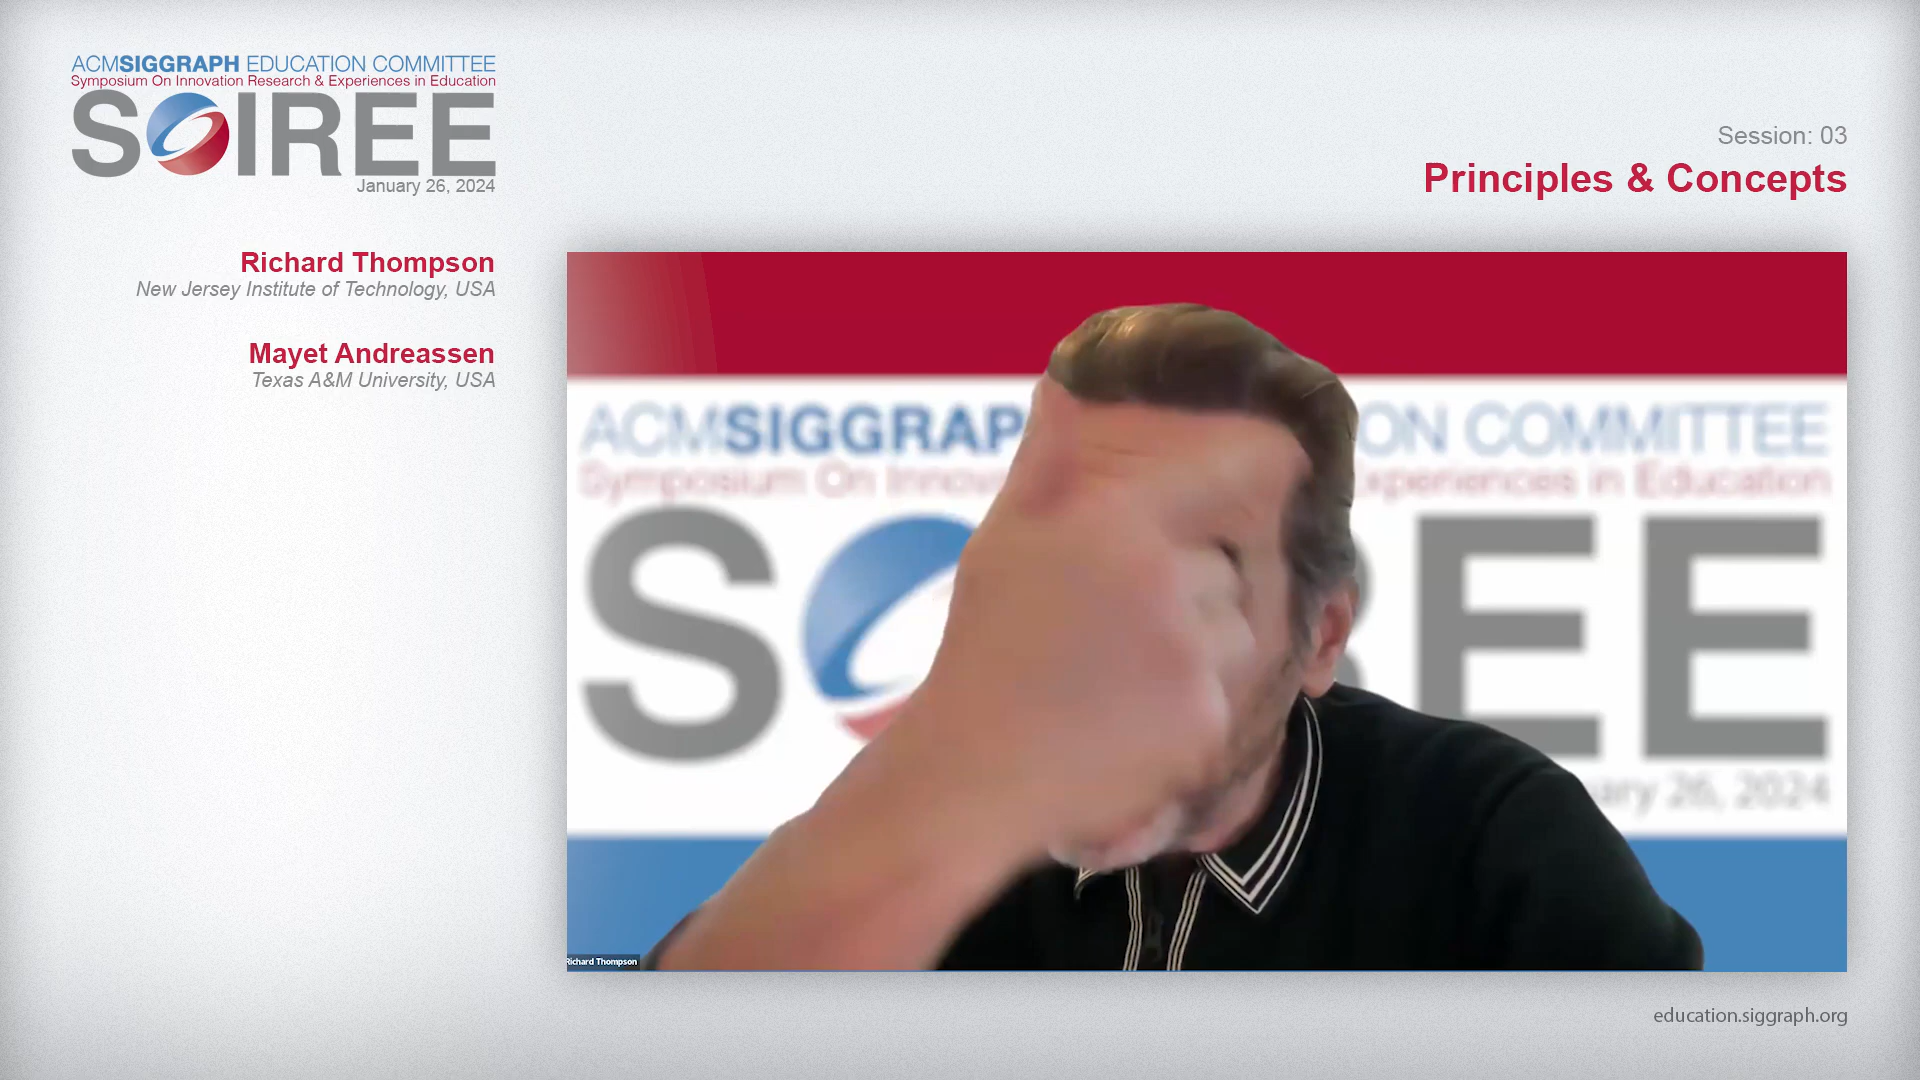 ACMSIGGRAPH EDUCATION COMMITTEE
Symposium On Innovation Research & Experiences in Education
SOIREE
January 26, 2024
Session: 03
Principles & Concepts
Richard Thompson
New Jersey Institute of Technology, USA
Mayet Andreassen
Texas A&M University, USA
ACMSIGGRAP ON COMMITTEE
Symposium On Innov xperiences in Education
SO EE
ary 26, 2024
Richard Thompson
education.siggraph.org